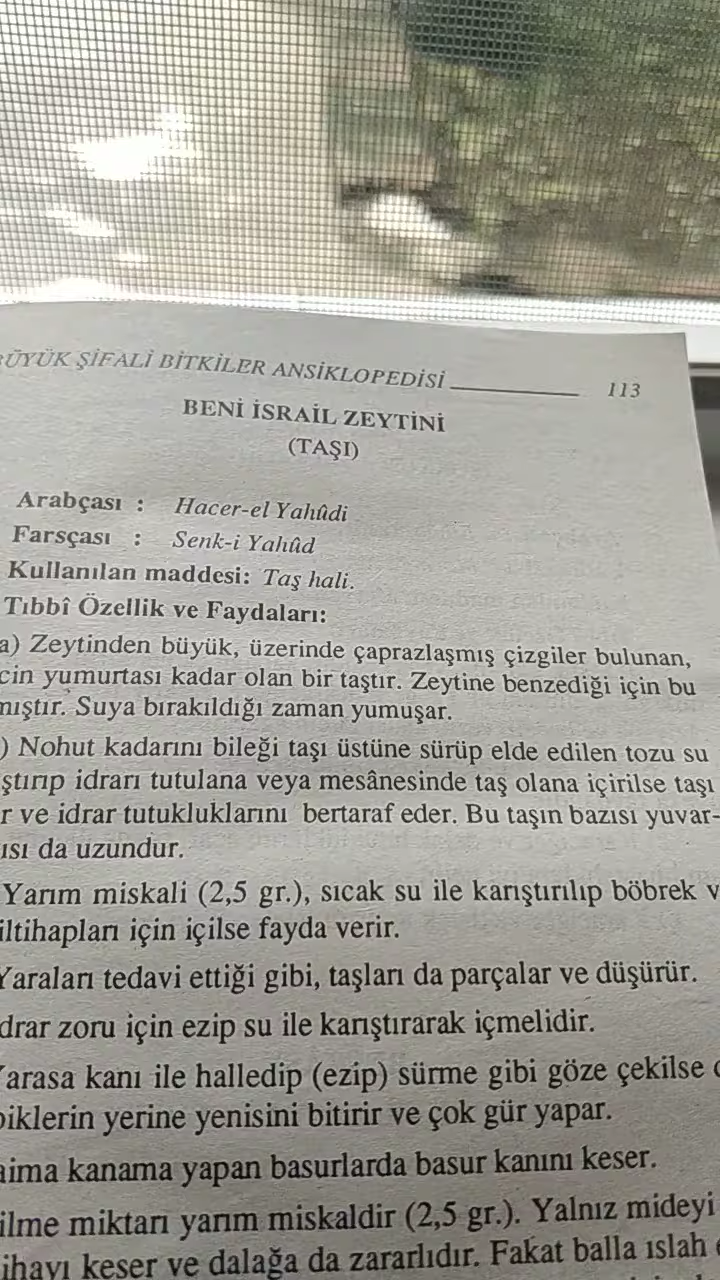 BÜYÜK ŞİFALİ BİTKİLER ANSİKLOPEDİSİ 113
BENİ İSRAİL ZEYTİNİ
(TAŞI)
Arabçası : Hacer-el Yahûdi
Farsçası : Senk-i Yahûd
Kullanılan maddesi: Taş hali.
Tıbbî Özellik ve Faydaları:
a) Zeytinden büyük, üzerinde çaprazlaşmış çizgiler bulunan,
cin yumurtası kadar olan bir taştır. Zeytine benzediği için bu
mıştır. Suya bırakıldığı zaman yumuşar.
) Nohut kadarını bileği taşı üstüne sürüp elde edilen tozu su
ştırıp idrarı tutulana veya mesânesinde taş olana içirilse taşı
r ve idrar tutukluklarını bertaraf eder. Bu taşın bazısı yuvar-
ısı da uzundur.
Yarım miskali (2,5 gr.), sıcak su ile karıştırılıp böbrek v
iltihapları için içilse fayda verir.
Yaraları tedavi ettiği gibi, taşları da parçalar ve düşürür.
drar zoru için ezip su ile karıştırarak içmelidir.
arasa kanı ile halledip (ezip) sürme gibi göze çekilse
piklerin yerine yenisini bitirir ve çok gür yapar.
aima kanama yapan basurlarda basur kanını keser.
ilme miktarı yarım miskaldir (2,5 gr.). Yalnız mideyi
ihayı keser ve dalağa da zararlıdır. Fakat balla ıslah